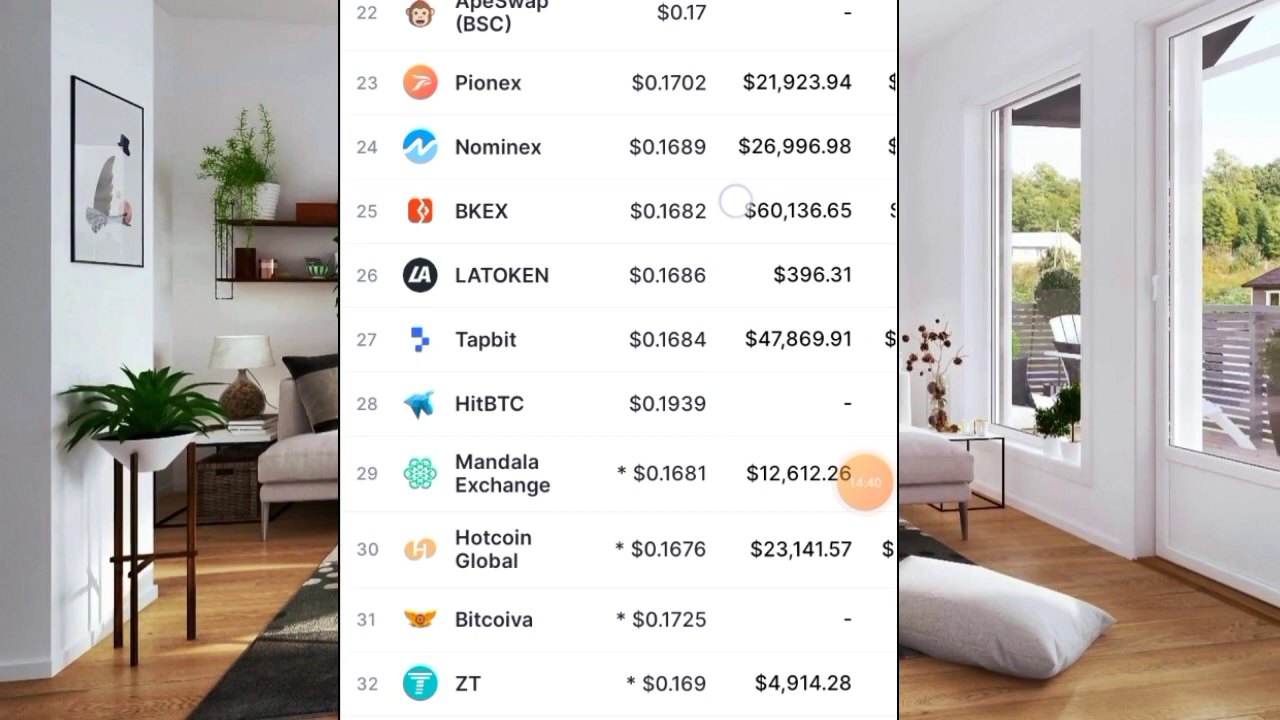 22 ApeSwap (BSC) $0.17 -
23 Pionex $0.1702 $21,923.94 $
24 Nominex $0.1689 $26,996.98 $
25 BKEX $0.1682 $60,136.65 $
26 LATOKEN $0.1686 $396.31
27 Tapbit $0.1684 $47,869.91 $
28 HitBTC $0.1939 -
29 Mandala Exchange * $0.1681 $12,612.26
14:40
30 Hotcoin Global * $0.1676 $23,141.57 $
31 Bitcoiva * $0.1725 -
32 ZT * $0.169 $4,914.28